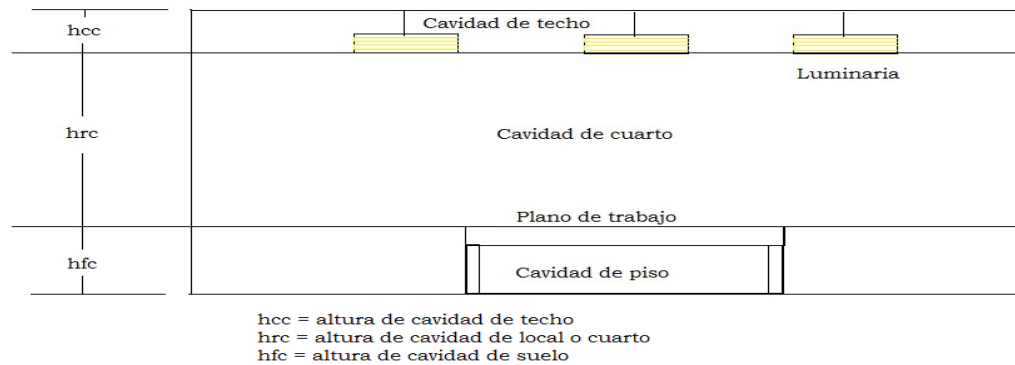 hcc
Cavidad de techo
Luminaria
hrc
Cavidad de cuarto
Plano de trabajo
hfc
Cavidad de piso
hcc = altura de cavidad de techo
hrc = altura de cavidad de local o cuarto
hfc = altura de cavidad de suelo